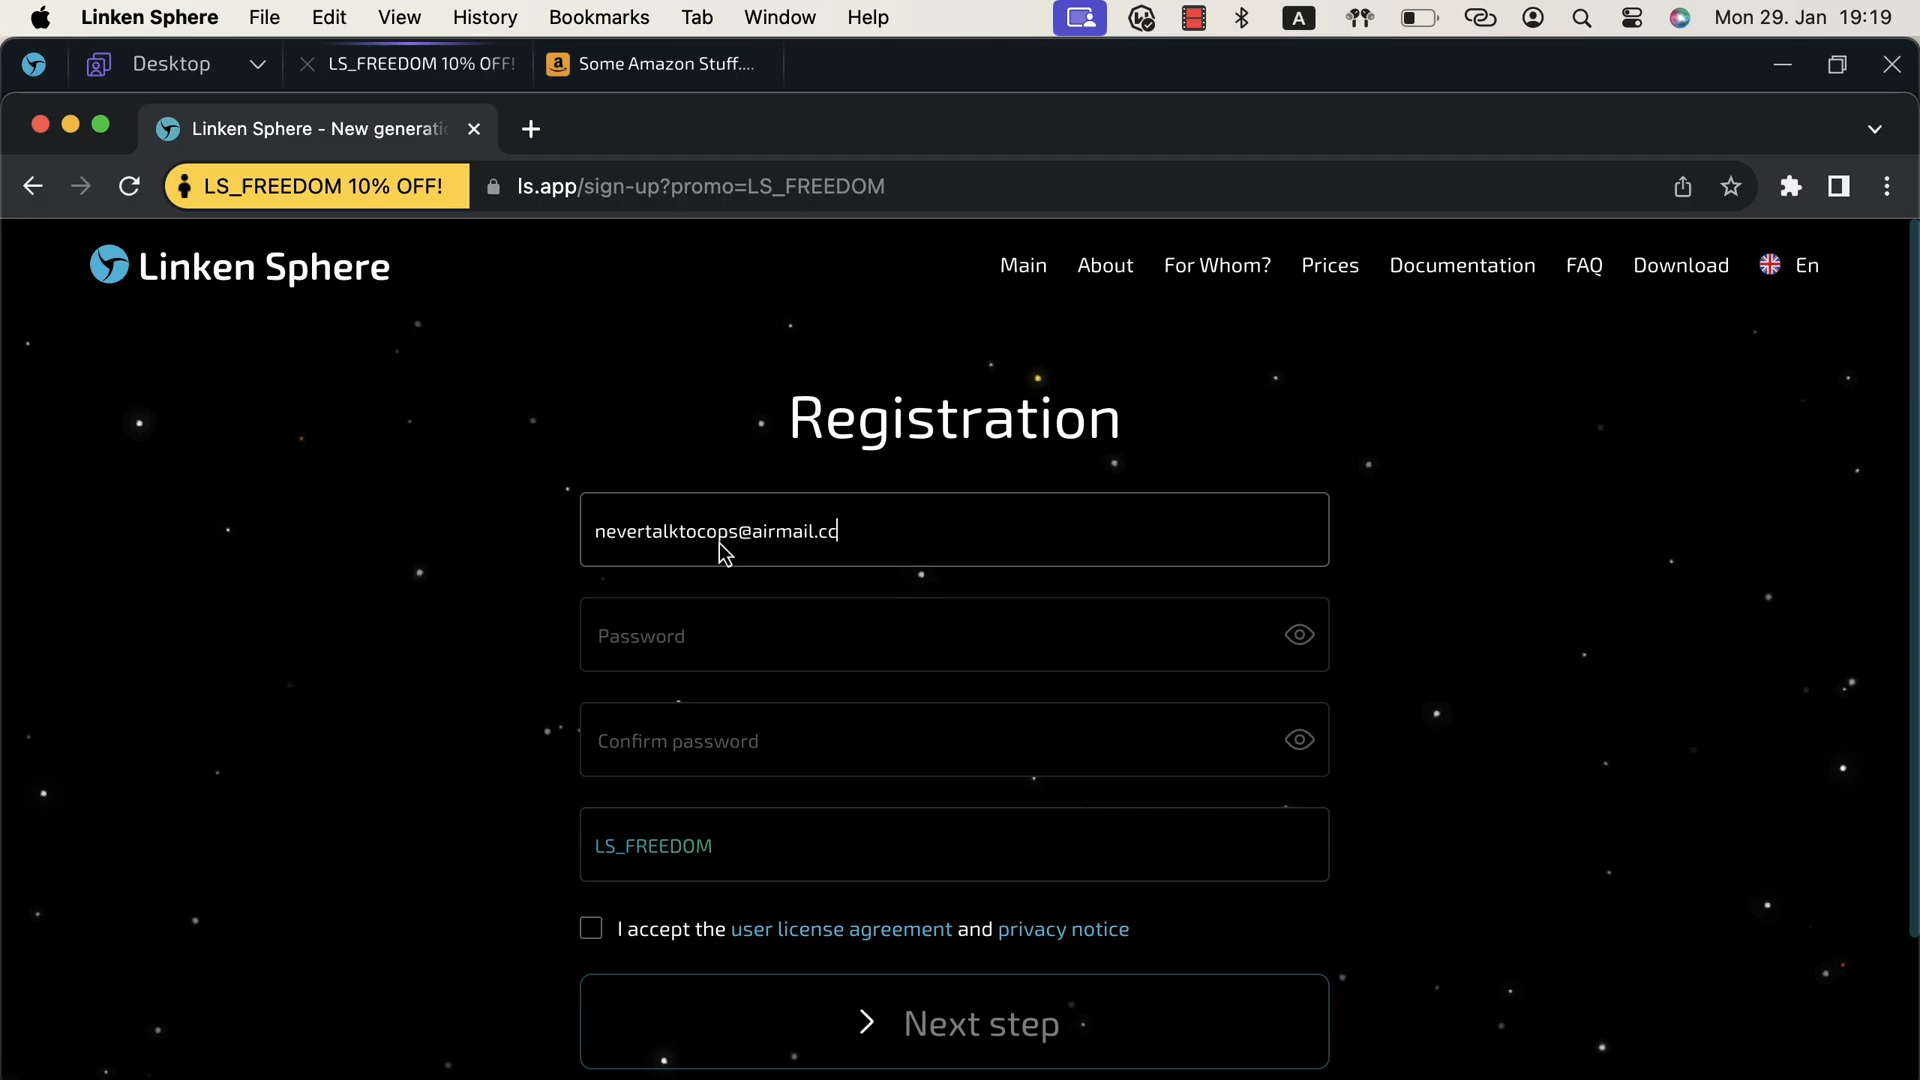 Linken Sphere File Edit View History Bookmarks Tab Window Help A Mon 29. Jan 19:19
Desktop LS_FREEDOM 10% OFF! a Some Amazon Stuff....
Linken Sphere - New generati
LS_FREEDOM 10% OFF! ls.app/sign-up?promo=LS_FREEDOM
Linken Sphere Main About For Whom? Prices Documentation FAQ Download En
Registration
nevertalktocops@airmail.cc
Password
Confirm password
LS_FREEDOM
I accept the user license agreement and privacy notice
Next step